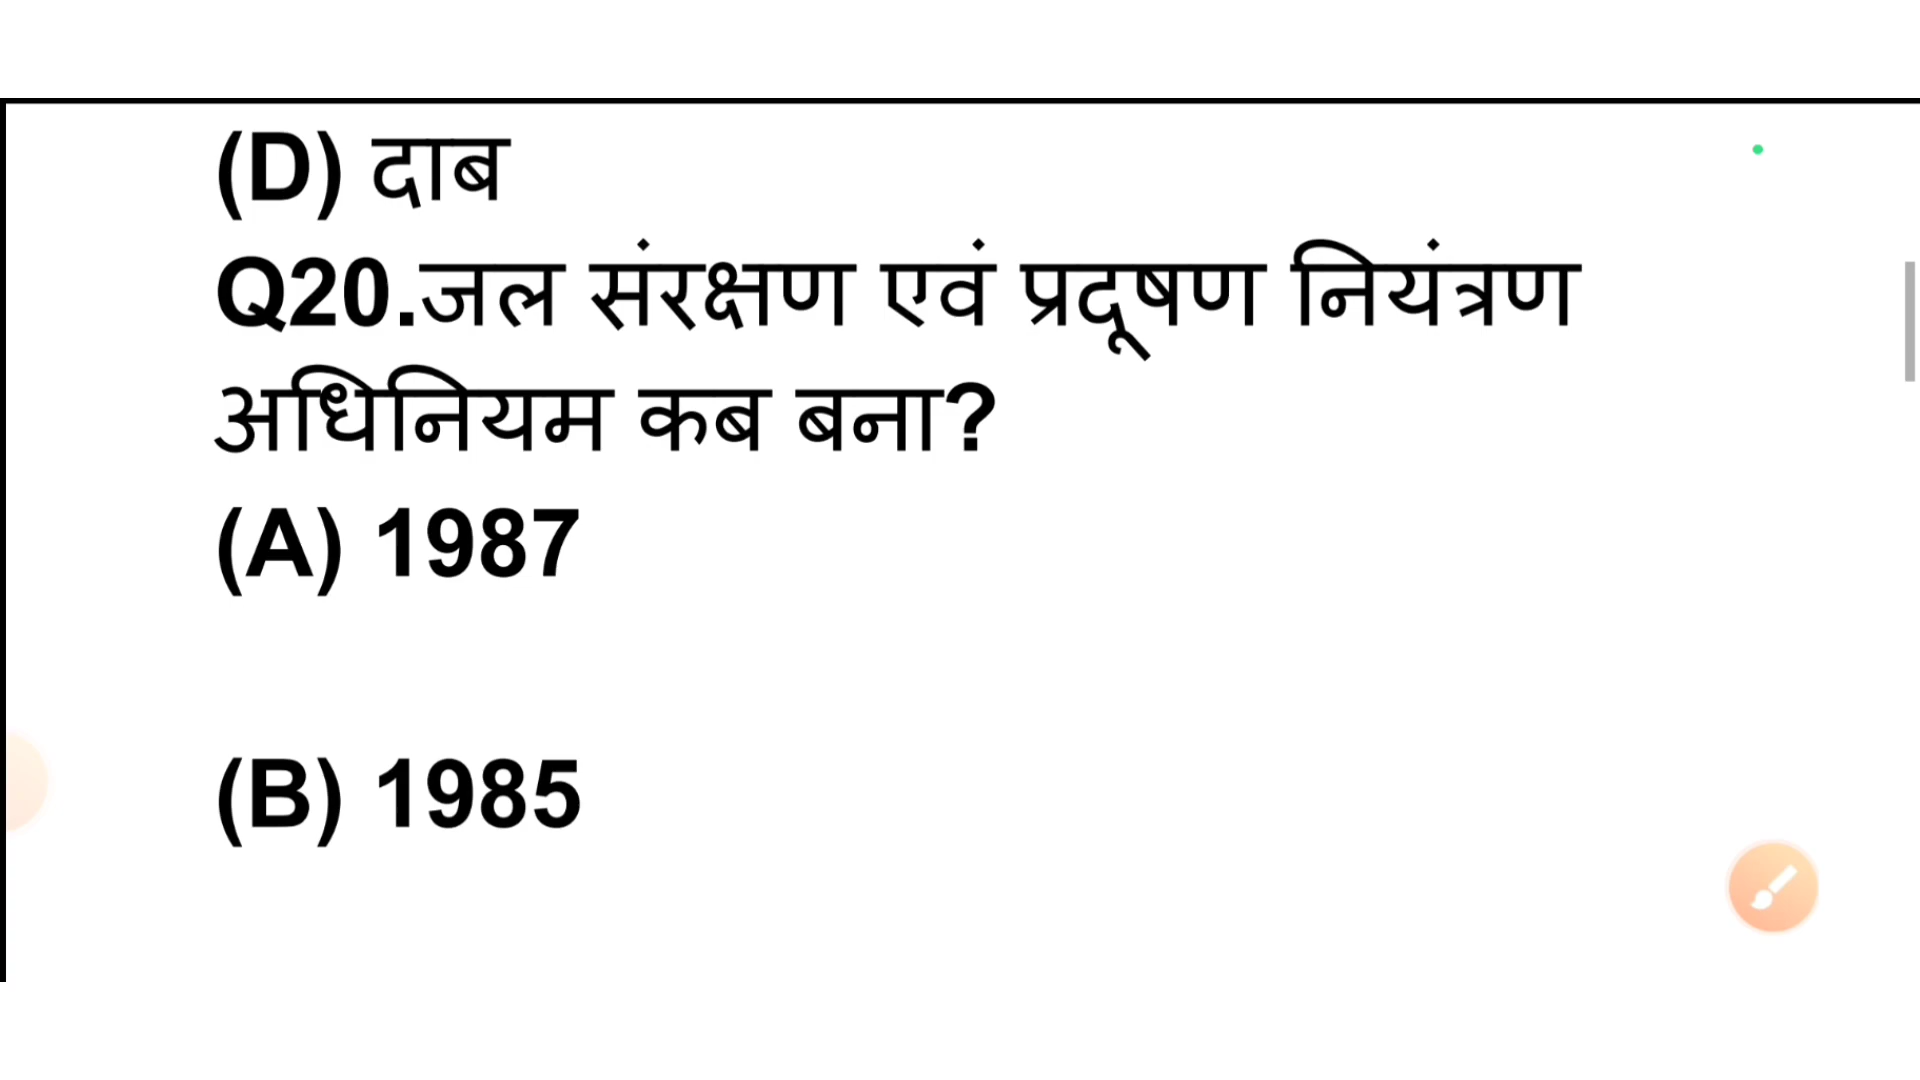 (D) दाब
Q20.जल संरक्षण एवं प्रदूषण नियंत्रण
अधिनियम कब बना?
(A) 1987
(B) 1985